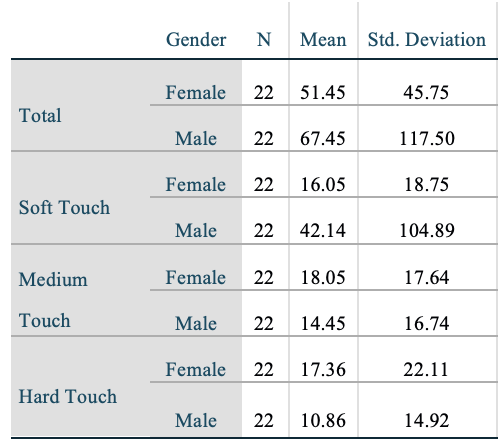 Gender N Mean Std. Deviation
Total
Female 22 51.45 45.75
Male 22 67.45 117.50
Soft Touch
Female 22 16.05 18.75
Male 22 42.14 104.89
Medium Touch
Female 22 18.05 17.64
Male 22 14.45 16.74
Hard Touch
Female 22 17.36 22.11
Male 22 10.86 14.92